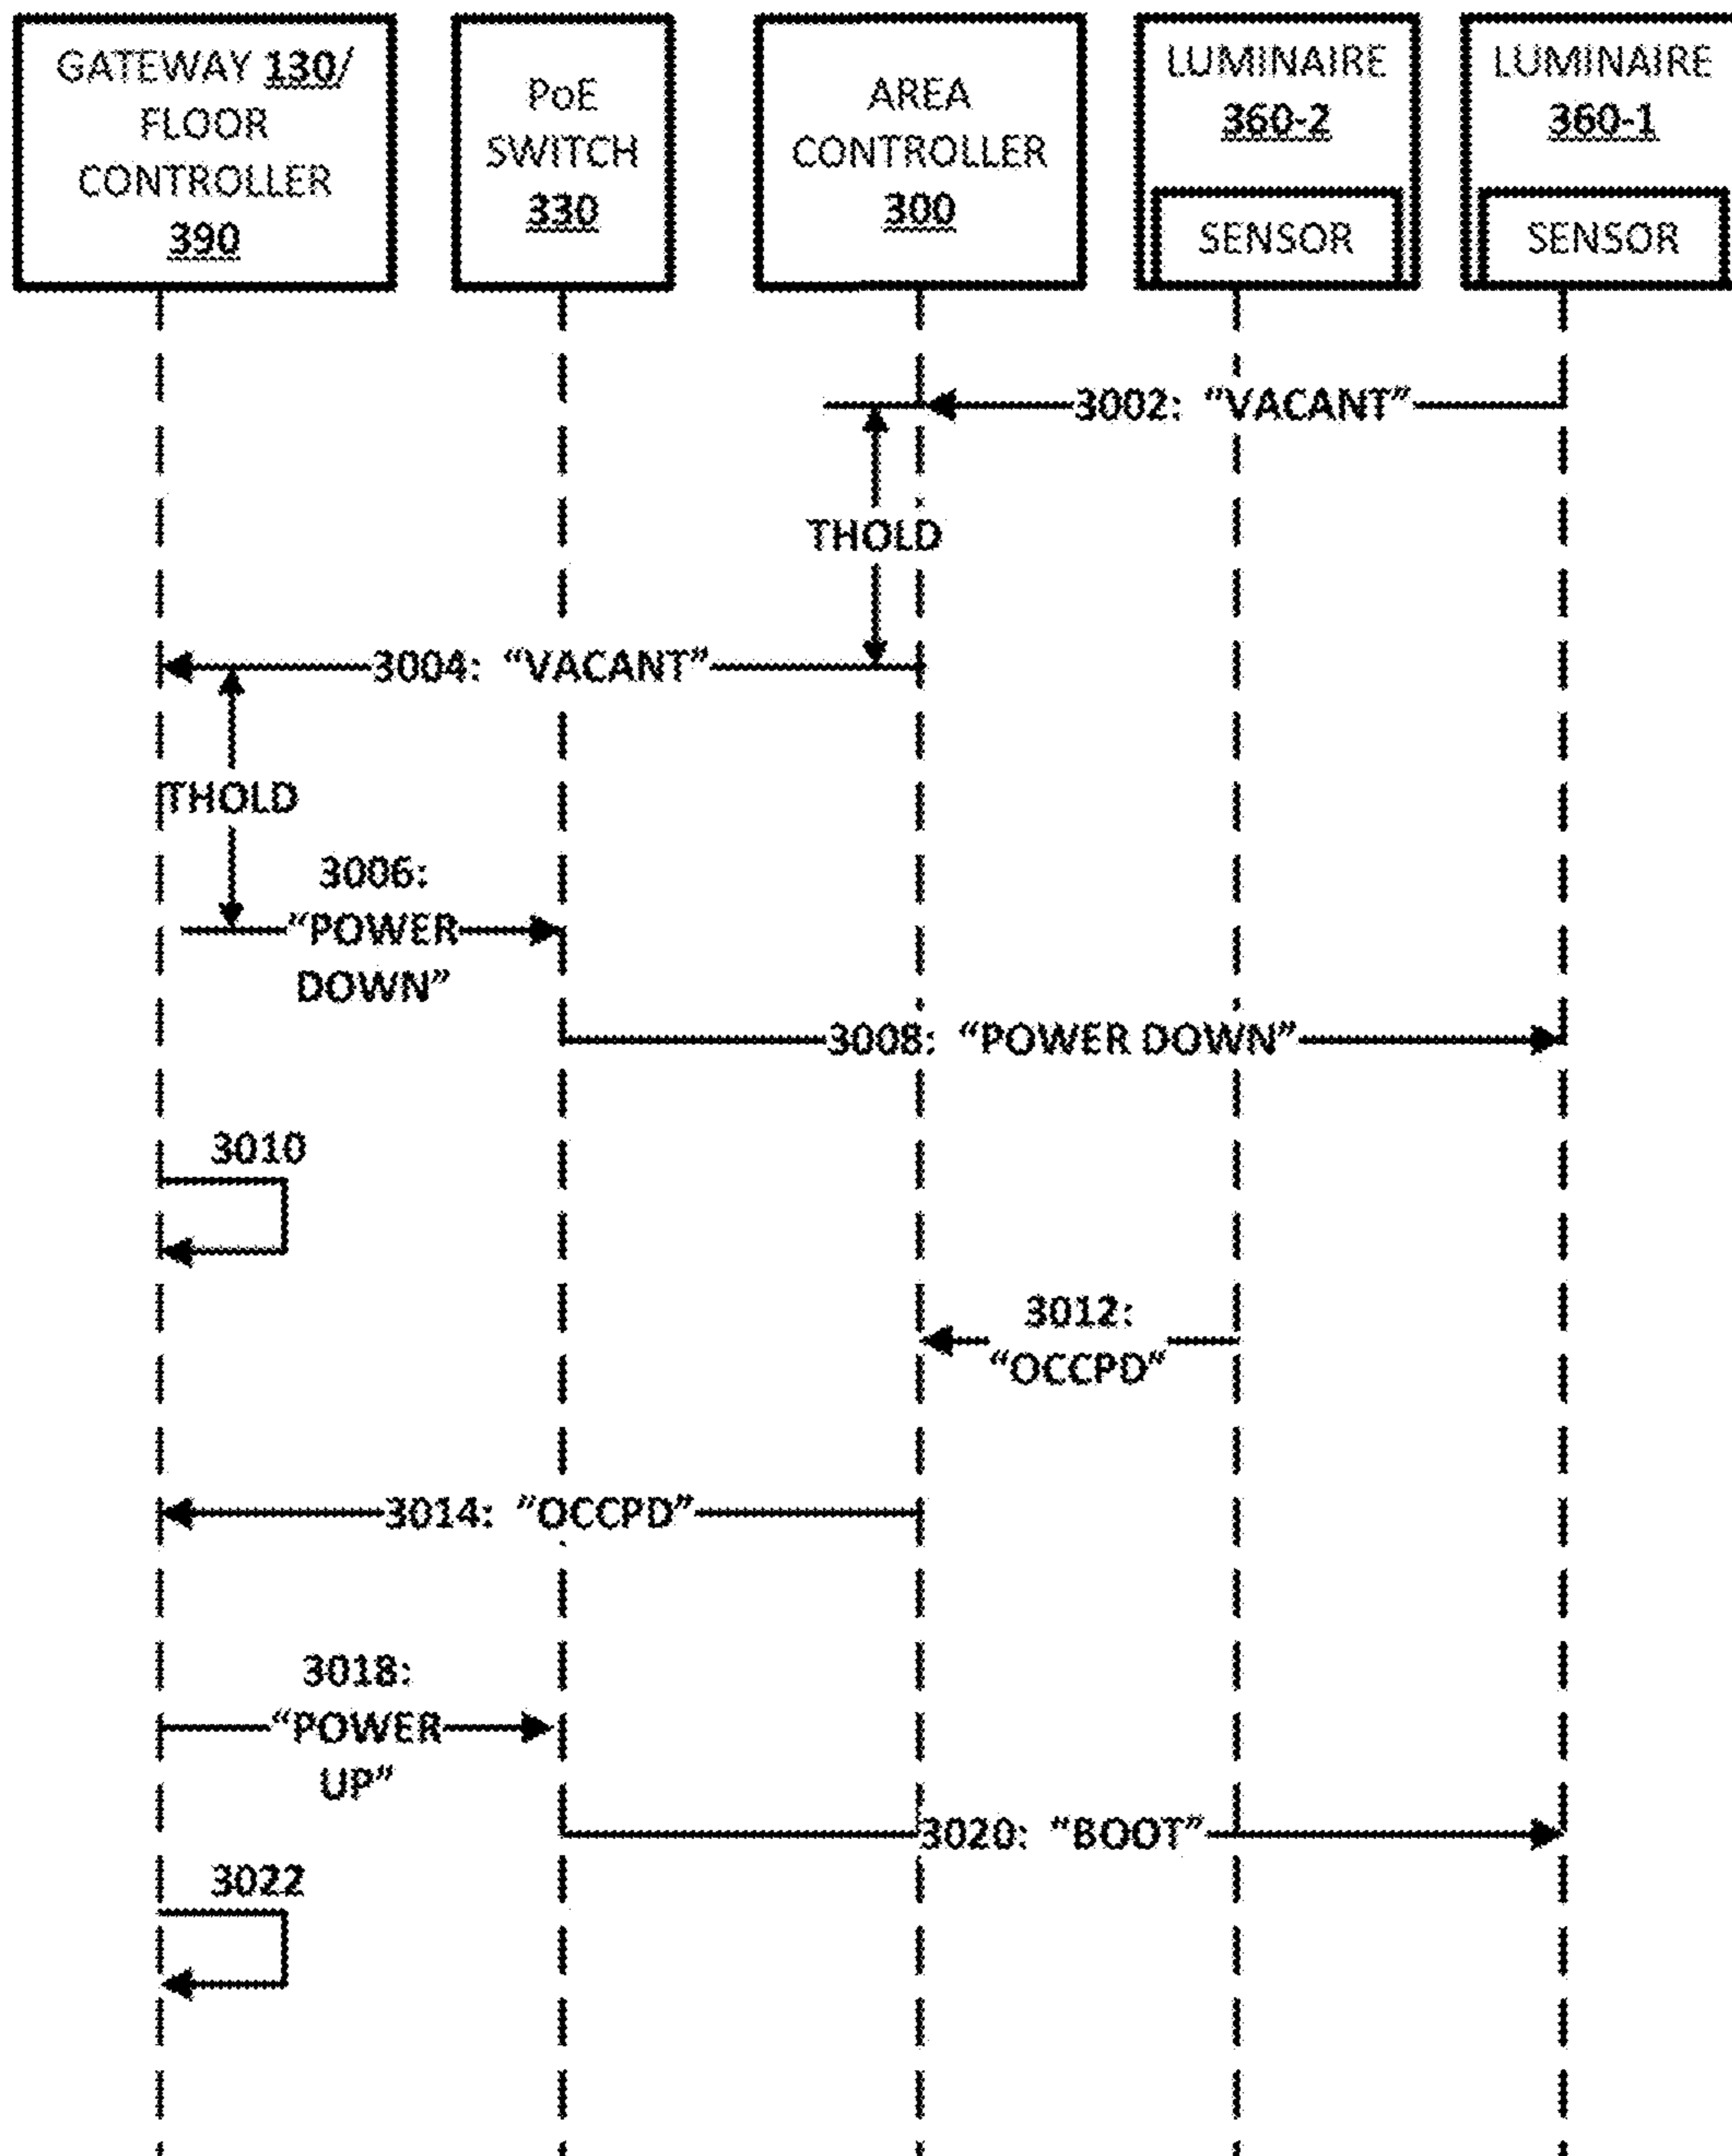 GATEWAY 130/
FLOOR
CONTROLLER
390
PoE
SWITCH
330
AREA
CONTROLLER
300
LUMINAIRE
360-2
SENSOR
LUMINAIRE
360-1
SENSOR
3002: "VACANT"
THOLD
3004: "VACANT"
THOLD
3006:
"POWER
DOWN"
3008: "POWER DOWN"
3010
3012:
"OCCPD"
3014: "OCCPD"
3018:
"POWER
UP"
3020: "BOOT"
3022